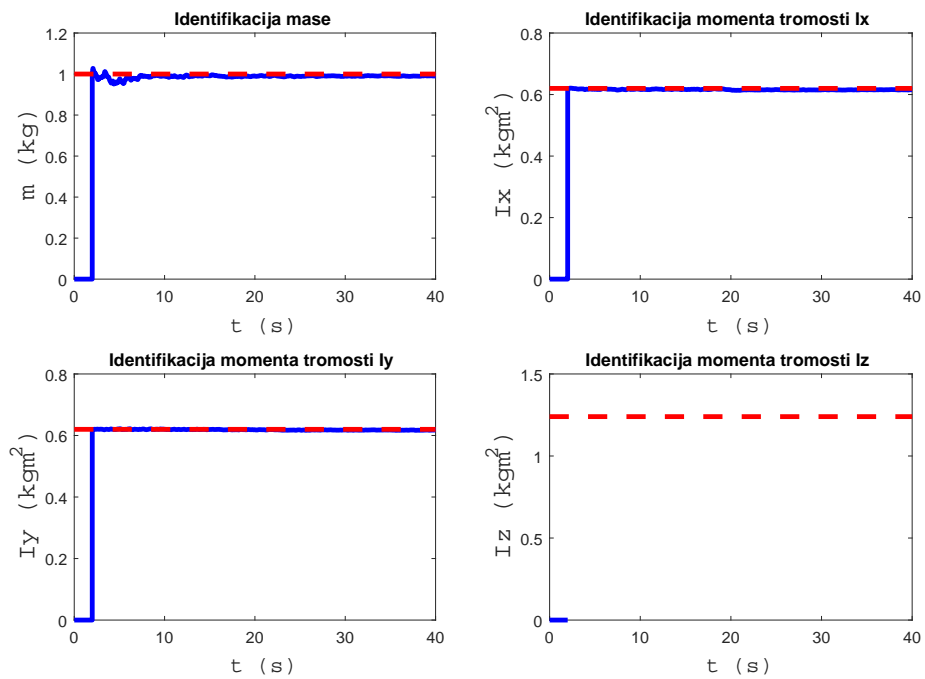 Identifikacija mase
1.2
1
0.8
0.6
0.4
0.2
0
m (kg)
0 10 20 30 40
t (s)
Identifikacija momenta tromosti Ix
0.8
0.6
0.4
0.2
0
Ix (kgm²)
0 10 20 30 40
t (s)
Identifikacija momenta tromosti Iy
0.8
0.6
0.4
0.2
0
Iy (kgm²)
0 10 20 30 40
t (s)
Identifikacija momenta tromosti Iz
1.5
1
0.5
0
Iz (kgm²)
0 10 20 30 40
t (s)